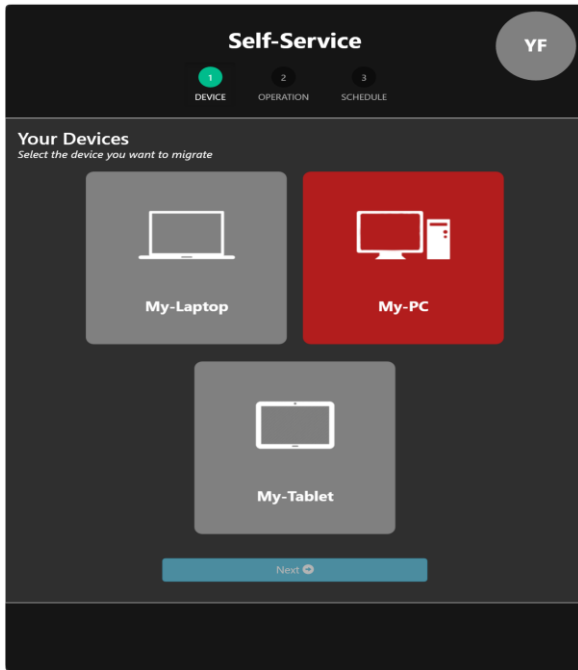 Self-Service
YF
1 2 3
DEVICE OPERATION SCHEDULE
Your Devices
Select the device you want to migrate
My-Laptop My-PC
My-Tablet
Next